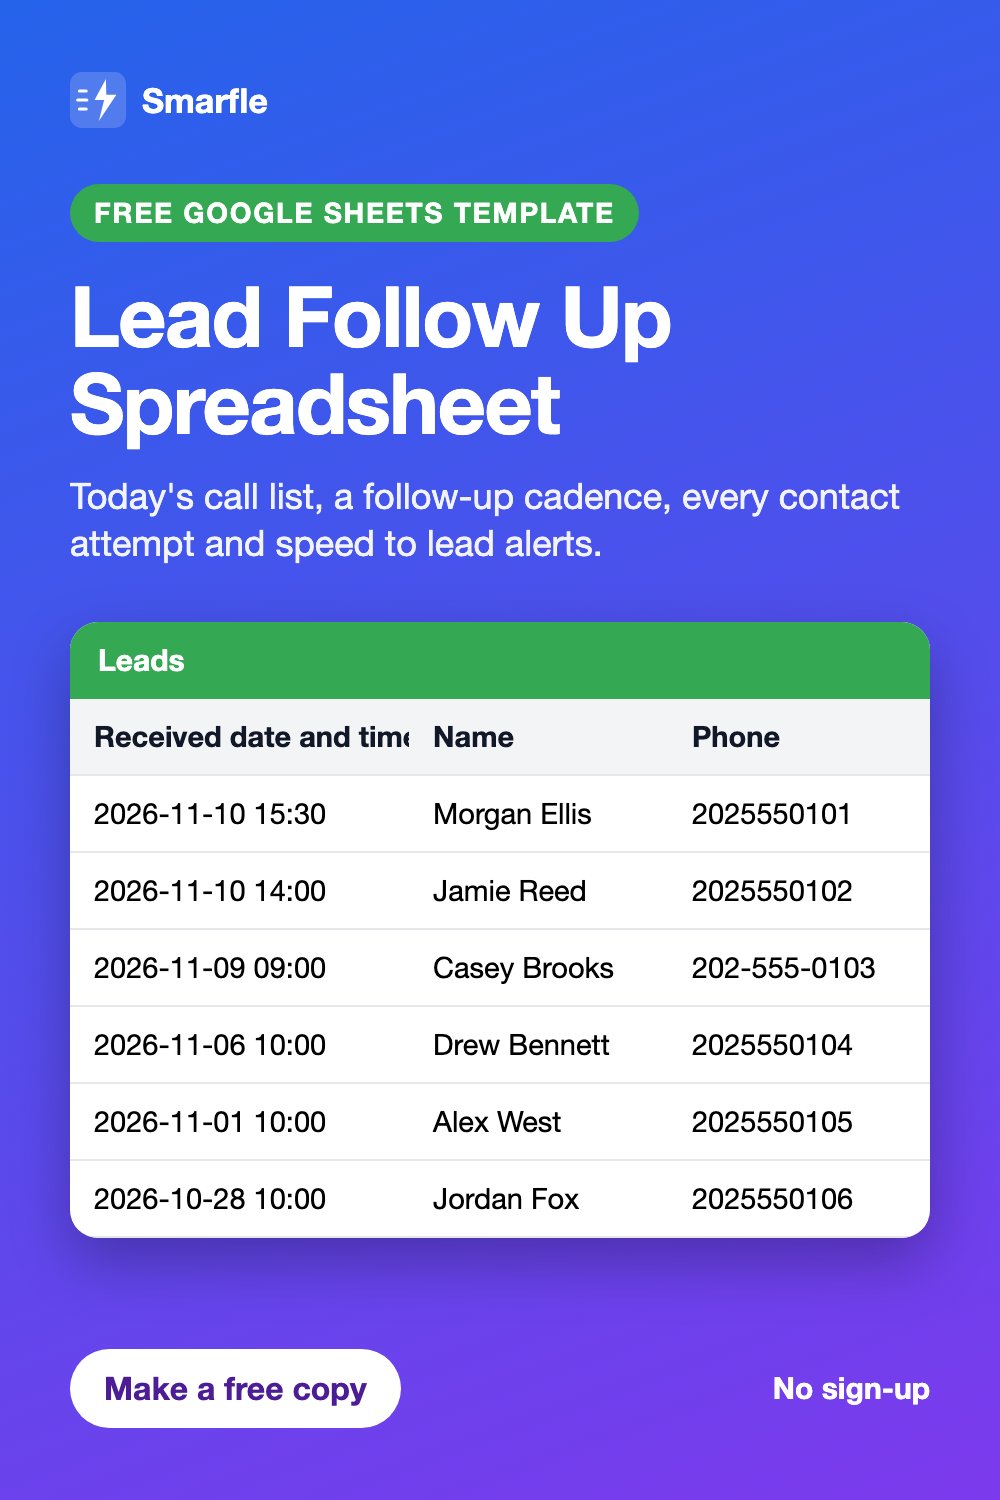 Smarfle
FREE GOOGLE SHEETS TEMPLATE
Lead Follow Up
Spreadsheet
Today's call list, a follow-up cadence, every contact
attempt and speed to lead alerts.
Leads
Received date and time Name Phone
2026-11-10 15:30 Morgan Ellis 2025550101
2026-11-10 14:00 Jamie Reed 2025550102
2026-11-09 09:00 Casey Brooks 202-555-0103
2026-11-06 10:00 Drew Bennett 2025550104
2026-11-01 10:00 Alex West 2025550105
2026-10-28 10:00 Jordan Fox 2025550106
Make a free copy No sign-up